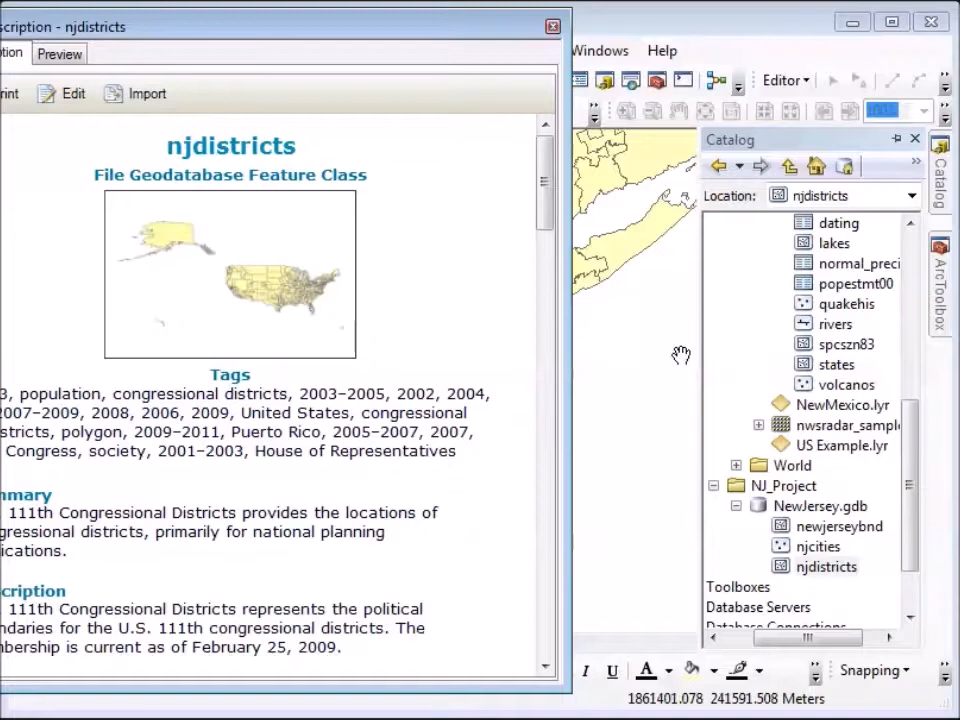 scription - njdistricts
tion Preview
Windows Help
Editor
rint Edit Import
njdistricts
File Geodatabase Feature Class
Tags
3, population, congressional districts, 2003–2005, 2002, 2004,
2007–2009, 2008, 2006, 2009, United States, congressional
stricts, polygon, 2009–2011, Puerto Rico, 2005–2007, 2007,
Congress, society, 2001–2003, House of Representatives
mmary
111th Congressional Districts provides the locations of
gressional districts, primarily for national planning
ications.
cription
111th Congressional Districts represents the political
ndaries for the U.S. 111th congressional districts. The
mbership is current as of February 25, 2009.
Catalog
Location: njdistricts
dating
lakes
normal_preci
popestmt00
quakehis
rivers
spcszn83
states
volcanos
NewMexico.lyr
nwsradar_sample
US Example.lyr
World
NJ_Project
NewJersey.gdb
newjerseybnd
njcities
njdistricts
Toolboxes
Database Servers
Database Connections
Catalog
ArcToolbox
I U A Snapping
1861401.078 241591.508 Meters